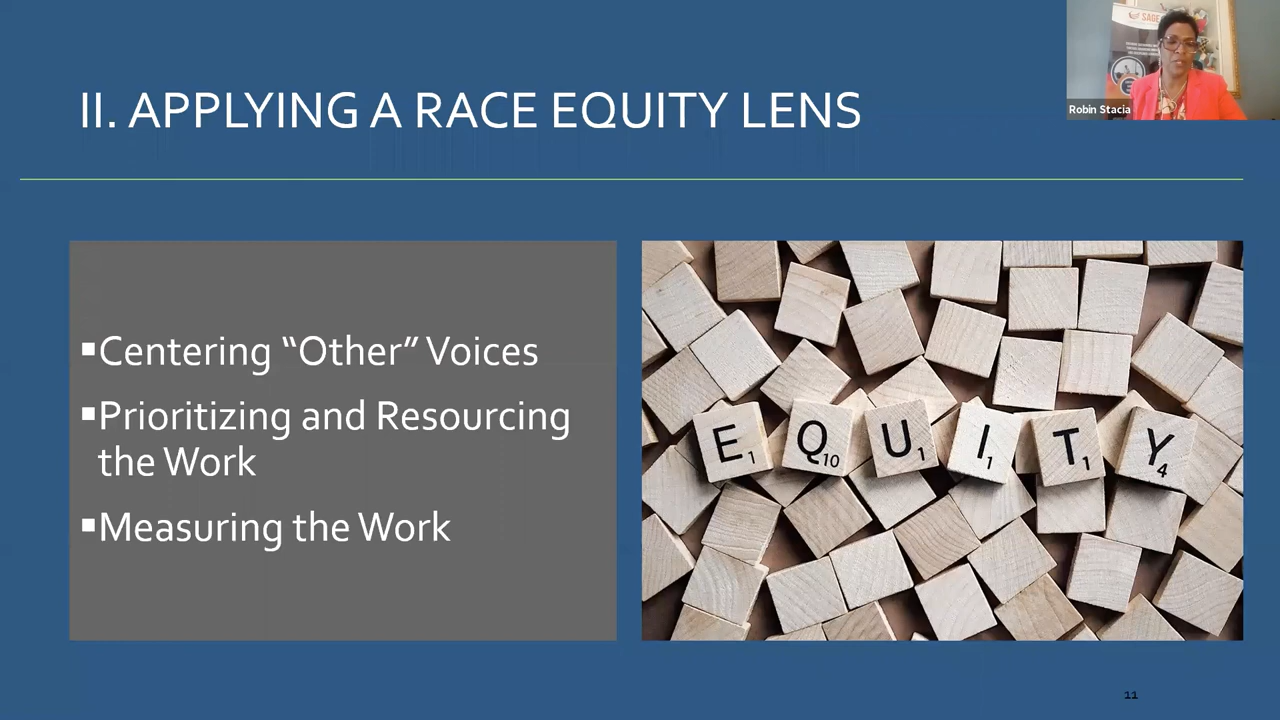 SAGE
Robin Stacia
II. APPLYING A RACE EQUITY LENS
▪Centering “Other” Voices
▪Prioritizing and Resourcing
the Work
▪Measuring the Work
E1 Q10 U1 I1 T1 Y4
11